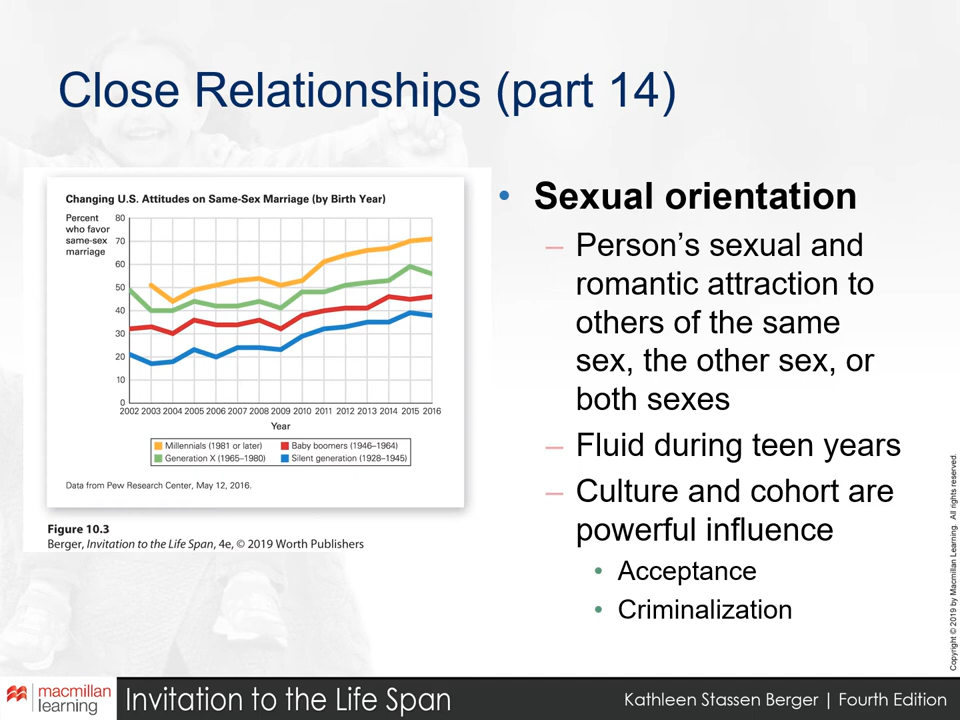 Close Relationships (part 14)
Changing U.S. Attitudes on Same-Sex Marriage (by Birth Year)
Percent
who favor
same-sex
marriage
80
70
60
50
40
30
20
10
0
2002 2003 2004 2005 2006 2007 2008 2009 2010 2011 2012 2013 2014 2015 2016
Year
Millennials (1981 or later)
Baby boomers (1946–1964)
Generation X (1965–1980)
Silent generation (1928–1945)
Data from Pew Research Center, May 12, 2016.
Figure 10.3
Berger, Invitation to the Life Span, 4e, © 2019 Worth Publishers
• Sexual orientation
– Person’s sexual and
romantic attraction to
others of the same
sex, the other sex, or
both sexes
– Fluid during teen years
– Culture and cohort are
powerful influence
• Acceptance
• Criminalization
Copyright © 2019 by Macmillan Learning. All rights reserved.
macmillan
learning
Invitation to the Life Span
Kathleen Stassen Berger | Fourth Edition